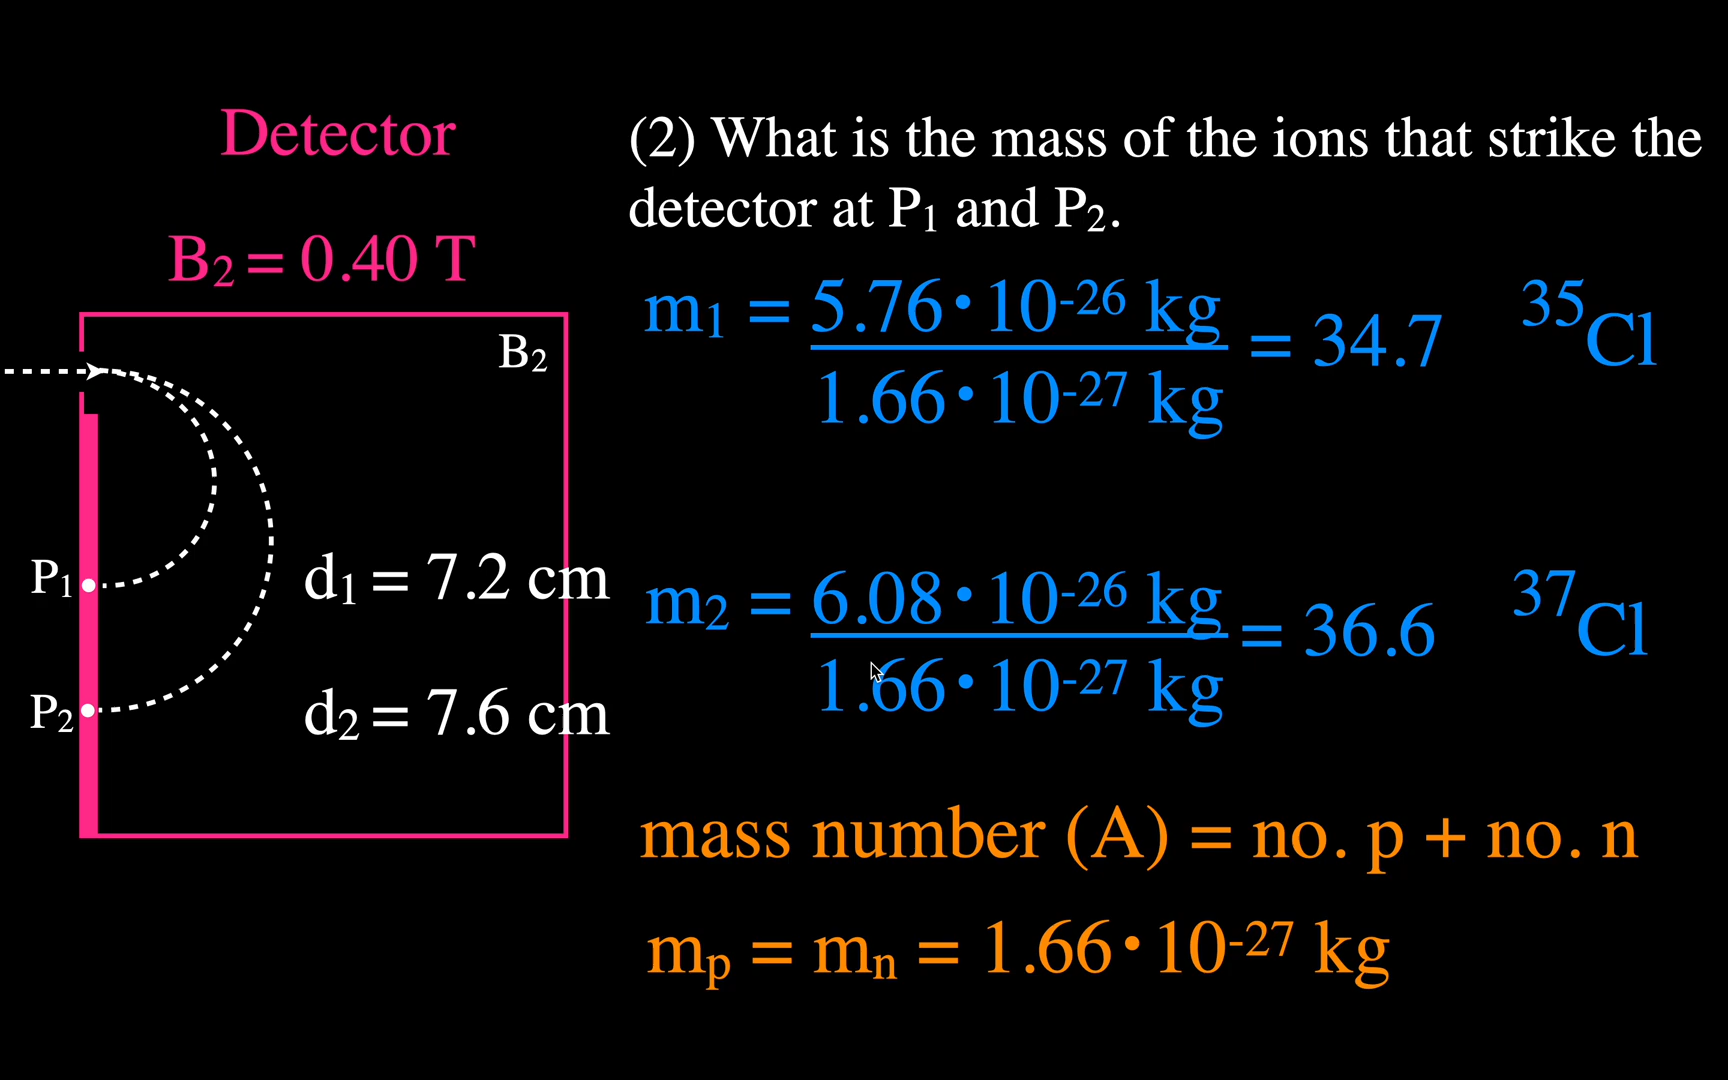 Detector
B₂ = 0.40 T
B₂
P₁
d₁ = 7.2 cm
P₂
d₂ = 7.6 cm
(2) What is the mass of the ions that strike the
detector at P₁ and P₂.
m₁ = 5.76•10⁻²⁶ kg
1.66•10⁻²⁷ kg
= 34.7
³⁵Cl
m₂ = 6.08•10⁻²⁶ kg
1.66•10⁻²⁷ kg
= 36.6
³⁷Cl
mass number (A) = no. p + no. n
mₚ = mₙ = 1.66•10⁻²⁷ kg